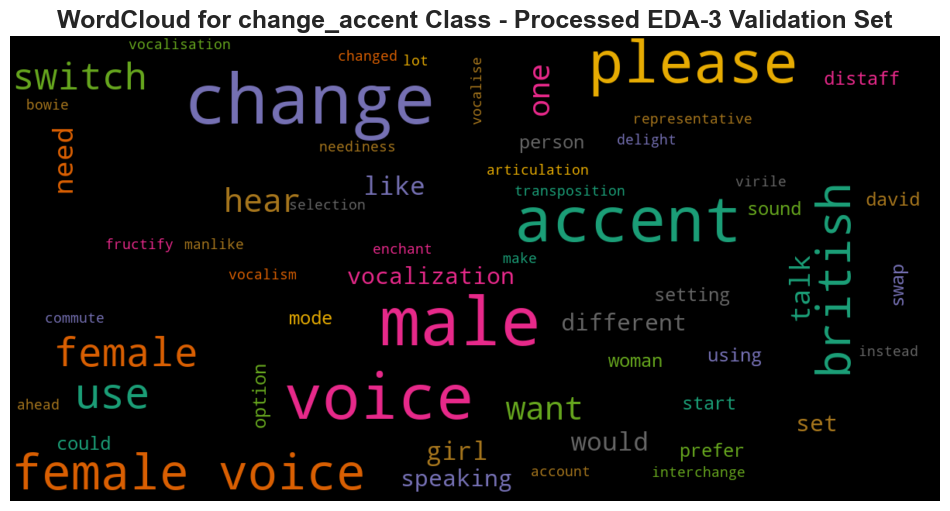 WordCloud for change_accent Class - Processed EDA-3 Validation Set
vocalisation
changed
lot
please
switch
change
vocalise
one
distaff
bowie
representative
need
neediness
person
delight
articulation
like
transposition
virile
hear
selection
accent
sound
david
british
fructify
manlike
enchant
make
talk
vocalism
vocalization
swap
setting
commute
mode
male
different
female
woman
using
instead
use
voice
option
want
start
ahead
set
could
girl
would
prefer
female voice
speaking
account
interchange